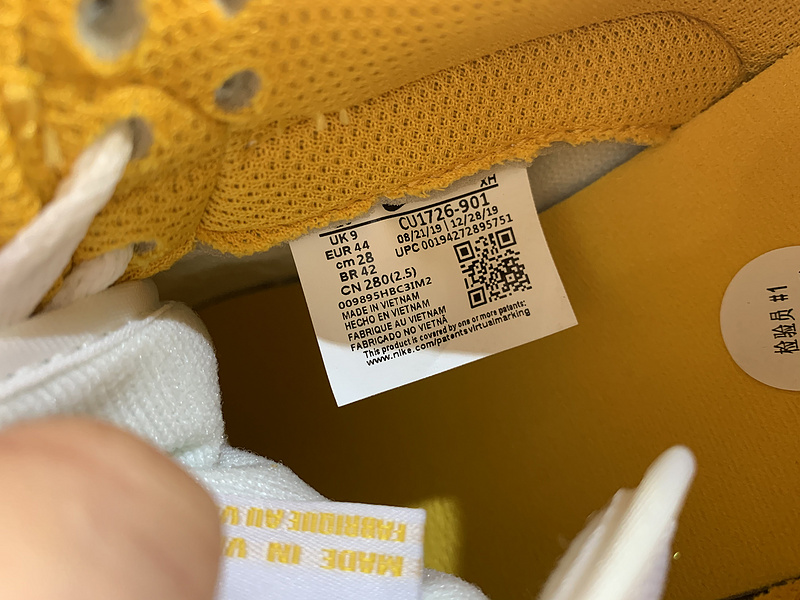 XH
UK 9
EUR 44
cm 28
BR 42
CN 280(2.5)
CU1726-901
08/21/19 | 12/28/19
UPC 00194272895751
009895HBC3IM2
MADE IN VIETNAM
HECHO EN VIETNAM
FABRIQUE AU VIETNAM
FABRICADO NO VIETNÃ
This product is covered by one or more patents:
www.nike.com/patentsvirtualmarking
检验员 #1
MADE IN V
FABRIQUE AU V